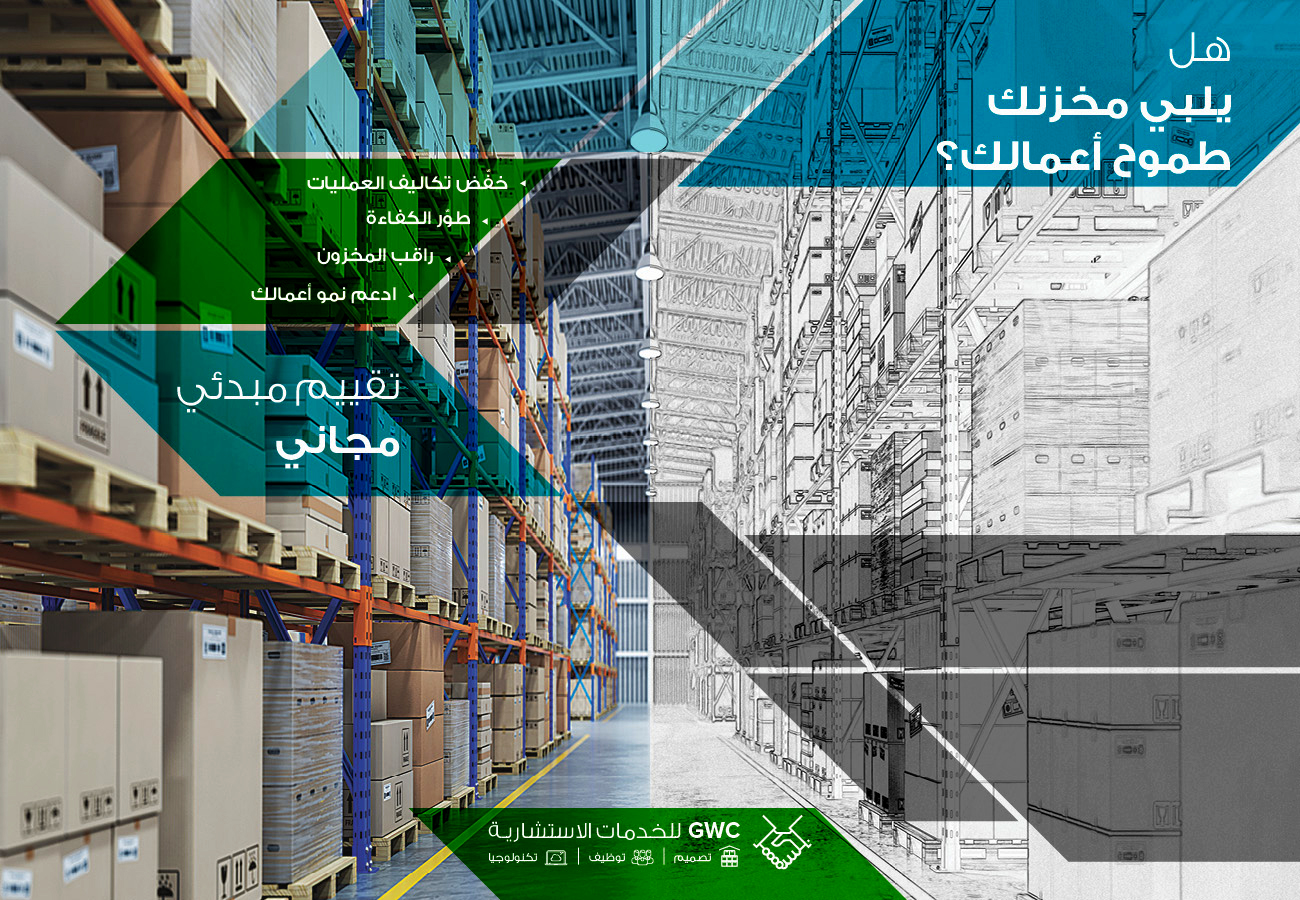 هل
يلبي مخزنك
طموح أعمالك؟
خفّض تكاليف العمليات
طوّر الكفاءة
راقب المخزون
ادعم نمو أعمالك
تقييم مبدئي
مجاني
GWC للخدمات الاستشارية
تصميم | توظيف | تكنولوجيا